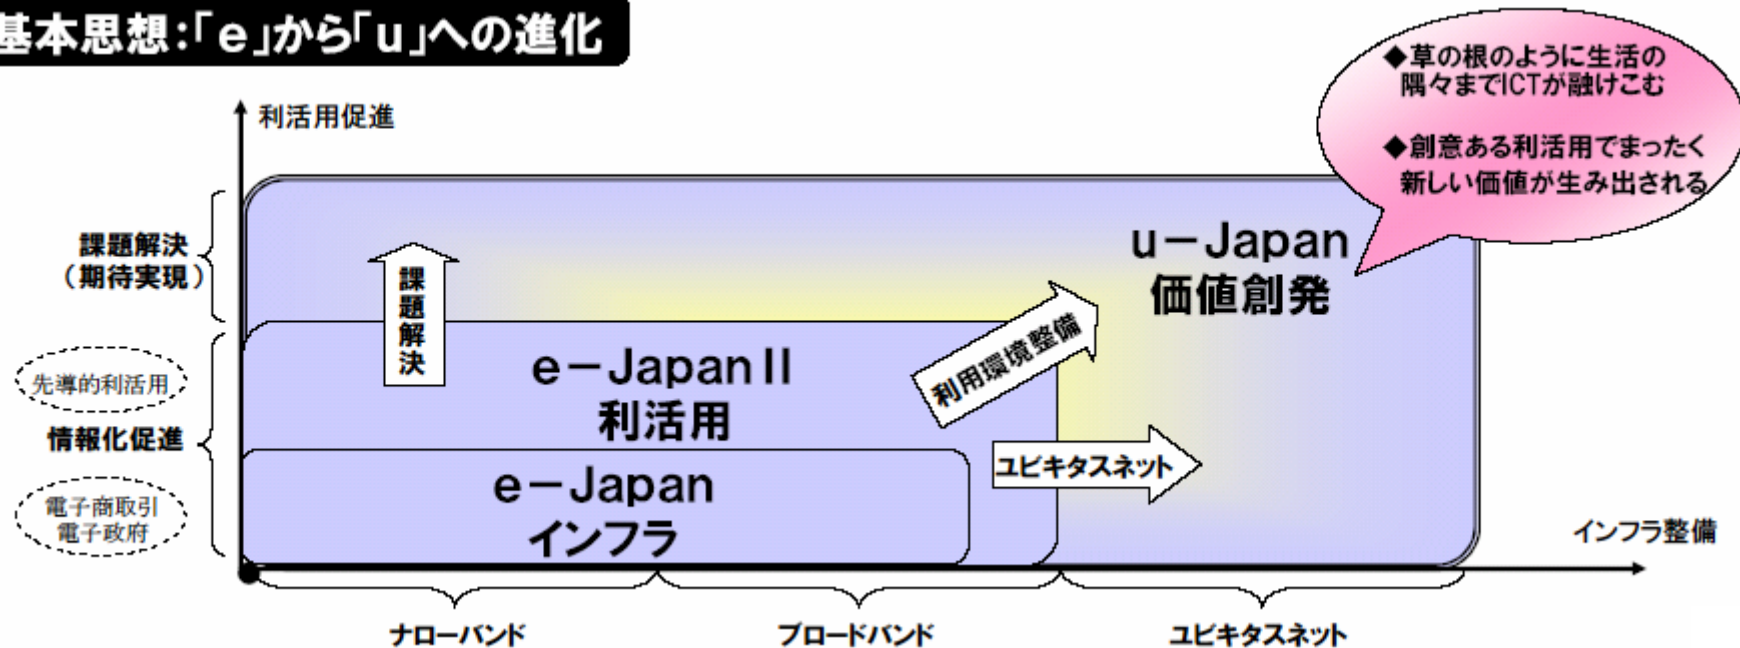 基本思想：「ｅ」から「ｕ」への進化
◆草の根のように生活の
隅々までICTが融けこむ
◆創意ある利活用でまったく
新しい価値が生み出される
利活用促進
課題解決
（期待実現）
課題解決
u－Japan
価値創発
利用環境整備
e－JapanⅡ
利活用
先導的利活用
情報化促進
ユビキタスネット
e－Japan
インフラ
電子商取引
電子政府
インフラ整備
ナローバンド
ブロードバンド
ユビキタスネット